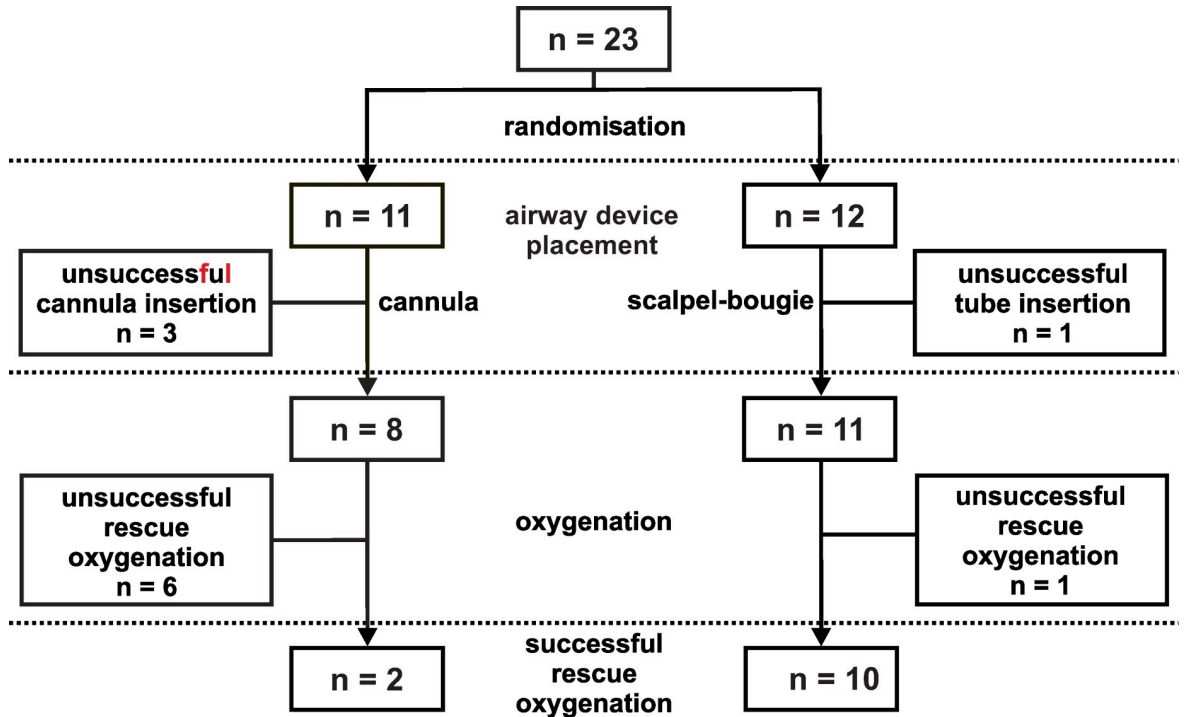 n = 23
randomisation
n = 11
airway device
placement
n = 12
unsuccessful
cannula insertion
n = 3
cannula
scalpel-bougie
unsuccessful
tube insertion
n = 1
n = 8
n = 11
unsuccessful
rescue
oxygenation
n = 6
oxygenation
unsuccessful
rescue
oxygenation
n = 1
n = 2
successful
rescue
oxygenation
n = 10